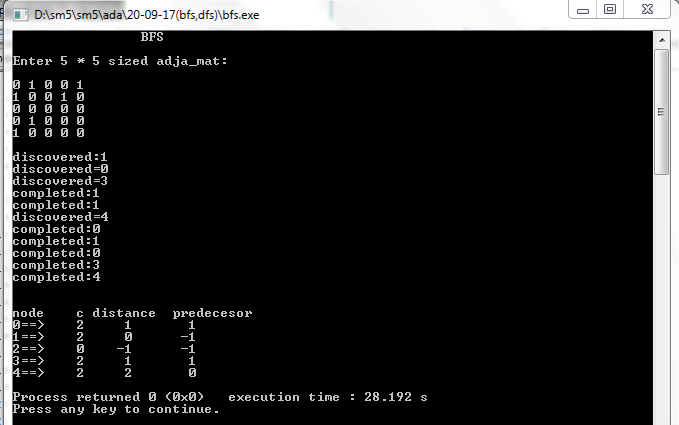 D:\sm5\sm5\ada\20-09-17(bfs,dfs)\bfs.exe
BFS
Enter 5 * 5 sized adja_mat:
0 1 0 0 1
1 0 0 1 0
0 0 0 0 0
0 1 0 0 0
1 0 0 0 0
discovered:1
discovered=0
discovered=3
completed:1
completed:1
discovered=4
completed:0
completed:1
completed:0
completed:3
completed:4
node c distance predecesor
0==> 2 1 1
1==> 2 0 -1
2==> 0 -1 -1
3==> 2 1 1
4==> 2 2 0
Process returned 0 (0x0) execution time : 28.192 s
Press any key to continue.